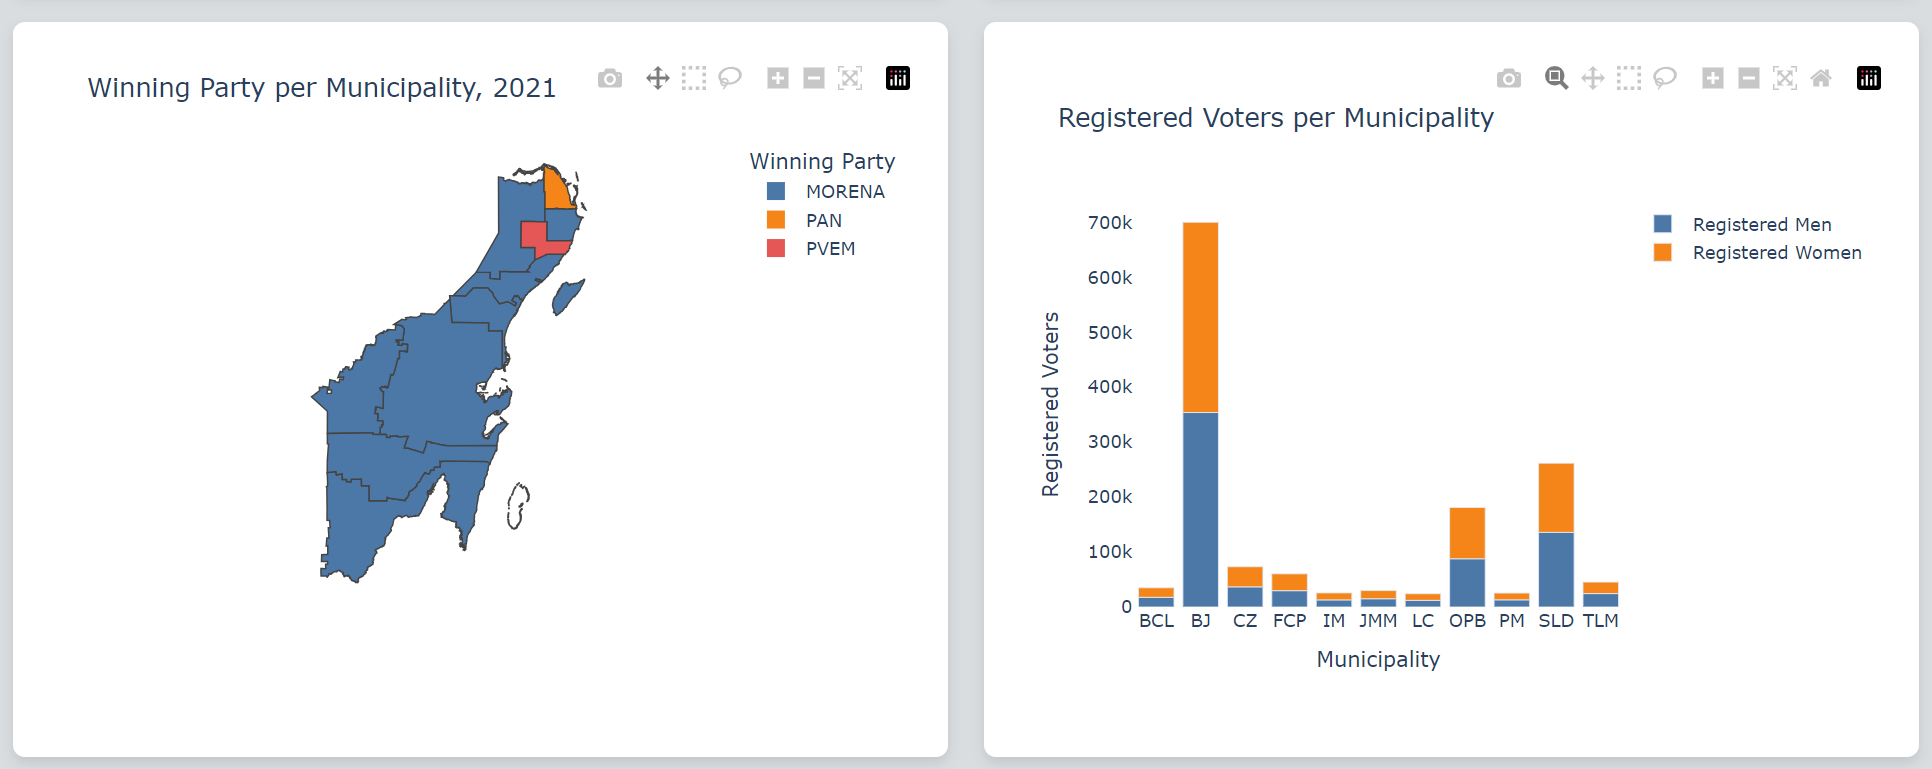 Winning Party per Municipality, 2021
Winning Party
MORENA
PAN
PVEM
Registered Voters per Municipality
Registered Men
Registered Women
Registered Voters
700k
600k
500k
400k
300k
200k
100k
0
BCL BJ CZ FCP IM JMM LC OPB PM SLD TLM
Municipality